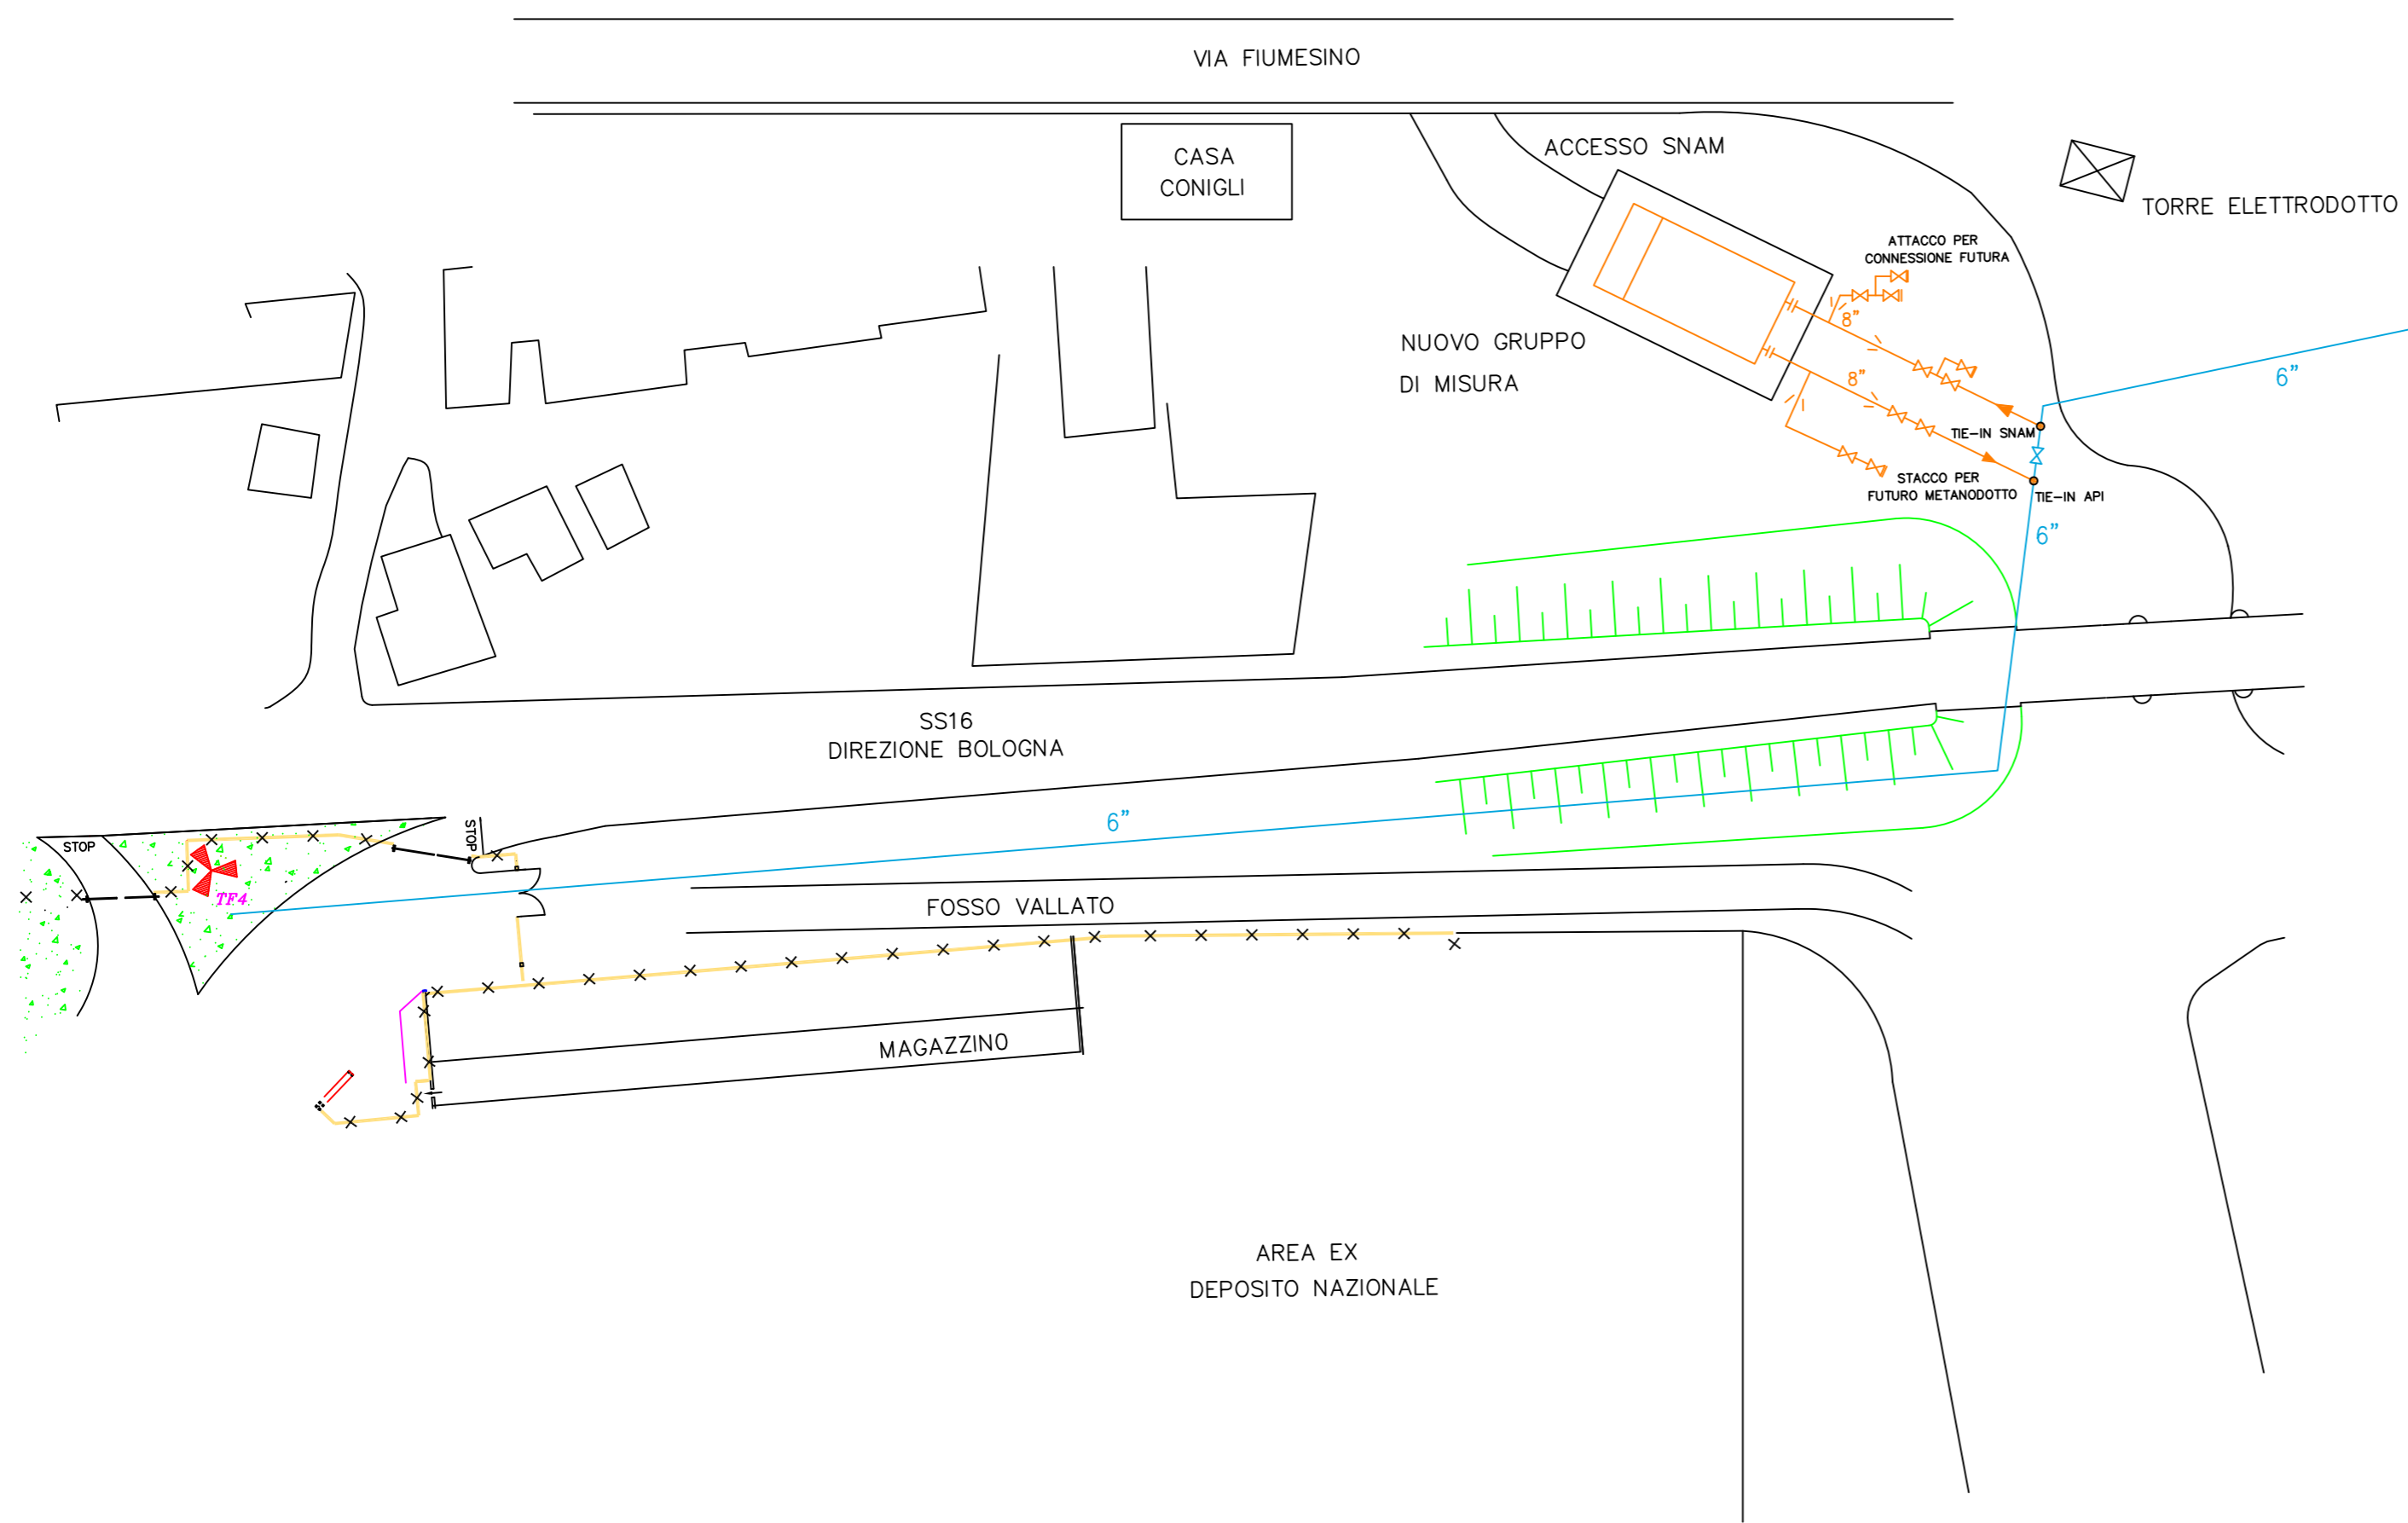 VIA FIUMESINO
CASA
CONIGLI
ACCESSO SNAM
TORRE ELETTRODOTTO
ATTACCO PER
CONNESSIONE FUTURA
8"
NUOVO GRUPPO
DI MISURA
8"
6"
TIE-IN SNAM
STACCO PER
FUTURO METANODOTTO
TIE-IN API
6"
SS16
DIREZIONE BOLOGNA
6"
STOP
STOP
TF4
FOSSO VALLATO
MAGAZZINO
AREA EX
DEPOSITO NAZIONALE